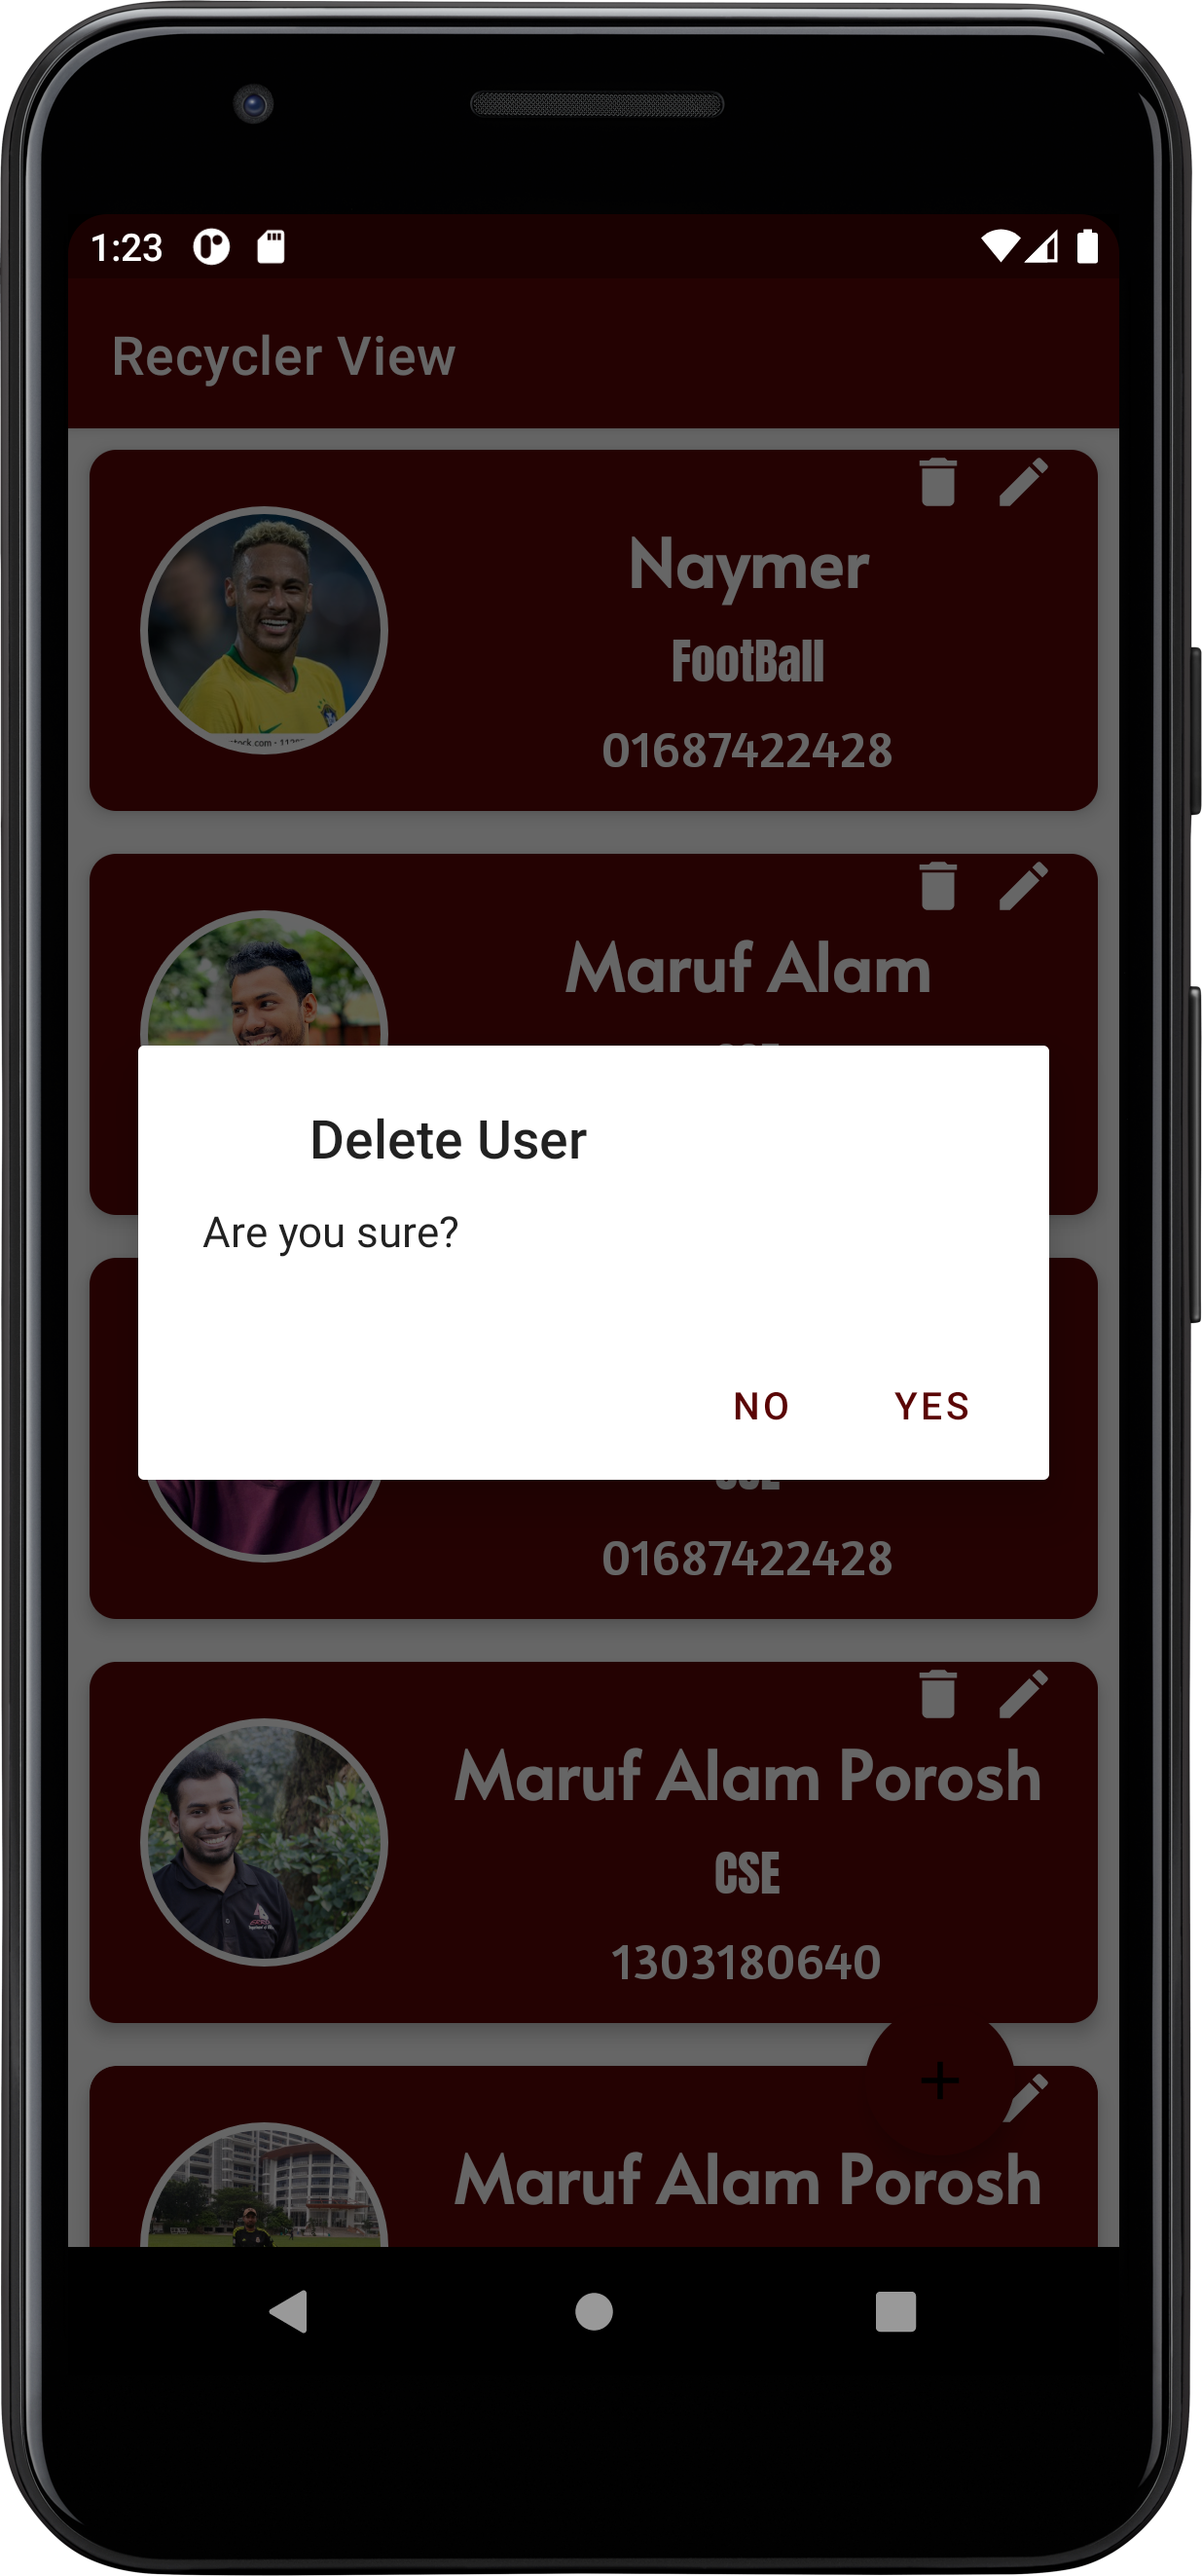 1:23
Recycler View
Naymer
FootBall
01687422428
Maruf Alam
Delete User
Are you sure?
NO YES
01687422428
Maruf Alam Porosh
CSE
1303180640
Maruf Alam Porosh